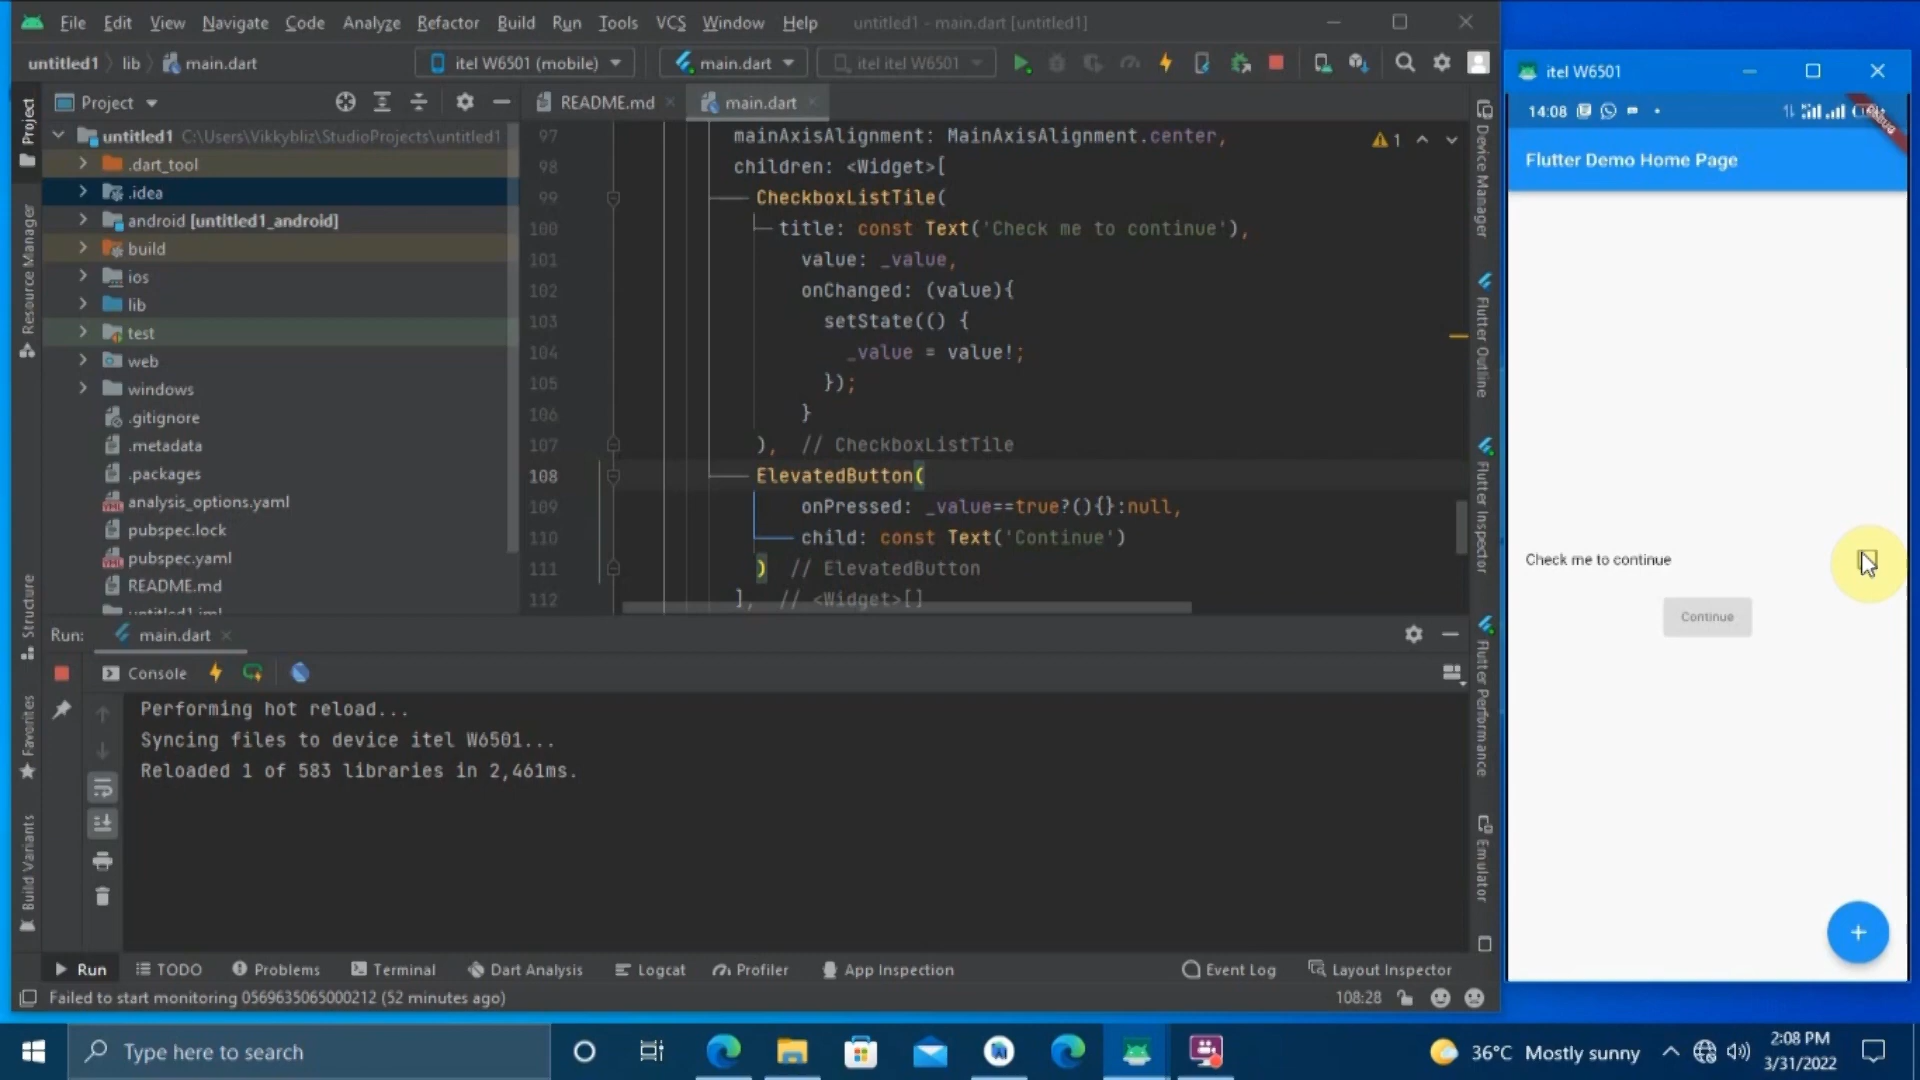 File Edit View Navigate Code Analyze Refactor Build Run Tools VCS Window Help untitled1 - main.dart [untitled1]
untitled1 lib main.dart itel W6501 (mobile) main.dart itel itel W6501
Project README.md main.dart
untitled1 C:\Users\Vikkybliz\StudioProjects\untitled1
.dart_tool
.idea
android [untitled1_android]
build
ios
lib
test
web
windows
.gitignore
.metadata
.packages
analysis_options.yaml
pubspec.lock
pubspec.yaml
README.md
untitled1.iml
Project
Resource Manager
Structure
Favorites
Build Variants
97 mainAxisAlignment: MainAxisAlignment.center,
98 children: <Widget>[
99 CheckboxListTile(
100 title: const Text('Check me to continue'),
101 value: _value,
102 onChanged: (value){
103 setState(() {
104 _value = value!;
105 });
106 }
107 ), // CheckboxListTile
108 ElevatedButton(
109 onPressed: _value==true?(){}:null,
110 child: const Text('Continue')
111 ) // ElevatedButton
112 ], // <Widget>[]
1
Device Manager
Flutter Outline
Flutter Inspector
Flutter Performance
Emulator
Run: main.dart
Console
Performing hot reload...
Syncing files to device itel W6501...
Reloaded 1 of 583 libraries in 2,461ms.
Run TODO Problems Terminal Dart Analysis Logcat Profiler App Inspection Event Log Layout Inspector
Failed to start monitoring 0569635065000212 (52 minutes ago) 108:28
itel W6501
14:08
Flutter Demo Home Page
Check me to continue
Continue
+
Type here to search
36°C Mostly sunny
2:08 PM
3/31/2022